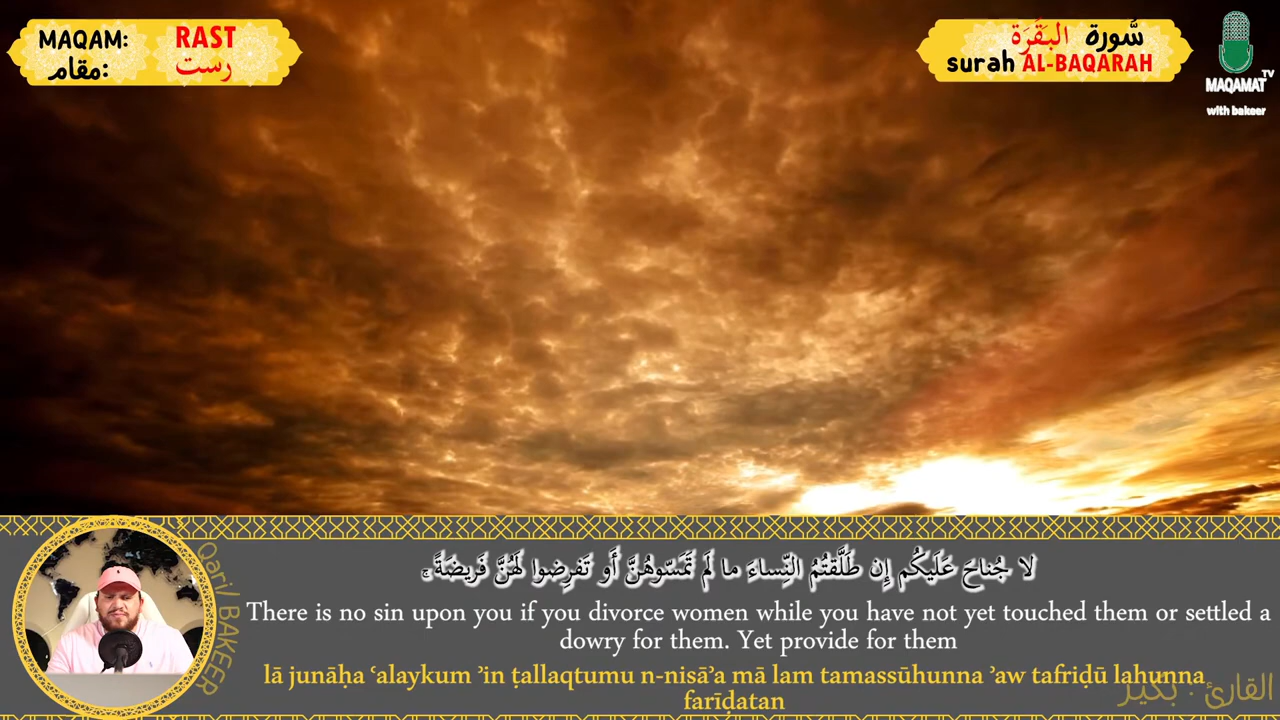 MAQAM: RAST
مقام: رست
سَّورة البَقَرَة
surah AL-BAQARAH
MAQAMAT TV
with bakeer
Qari/ BAKEER
لا جُناحَ عَلَيكُم إِن طَلَّقتُمُ النِّساءَ ما لَم تَمَسّوهُنَّ أَو تَفرِضوا لَهُنَّ فَريضَةً ۚ
There is no sin upon you if you divorce women while you have not yet touched them or settled a
dowry for them. Yet provide for them
lā junāḥa ʿalaykum ʾin ṭallaqtumu n-nisāʾa mā lam tamassūhunna ʾaw tafriḍū lahunna
farīḍatan
القارئ : بكير